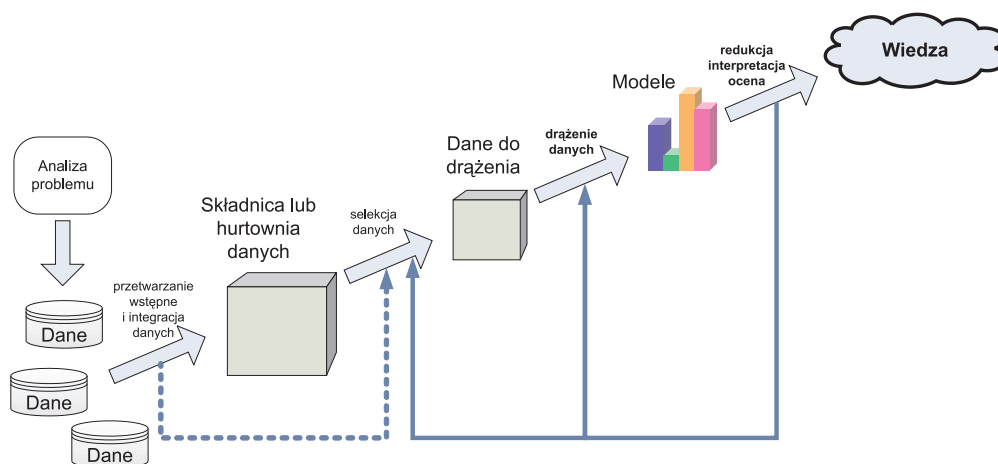 Analiza
problemu
Dane
Dane
Dane
przetwarzanie
wstępne
i integracja
danych
Składnica lub
hurtownia
danych
selekcja
danych
Dane do
drążenia
drążenie
danych
Modele
redukcja
interpretacja
ocena
Wiedza